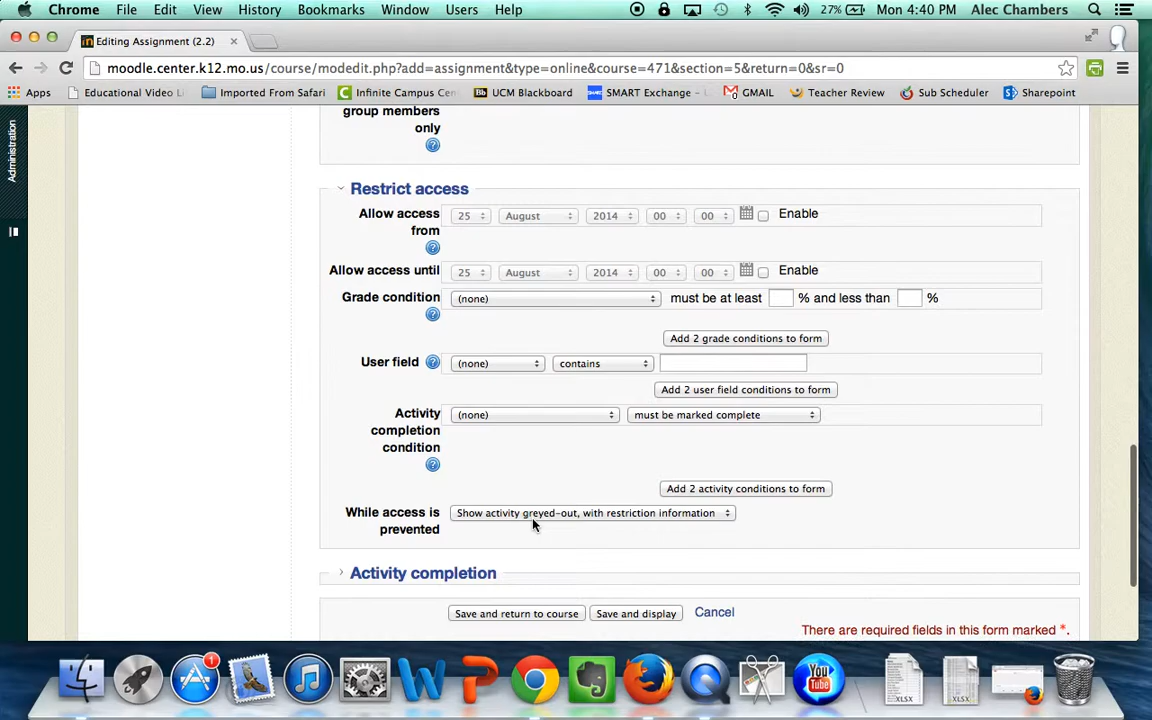 Chrome File Edit View History Bookmarks Window Users Help 27% Mon 4:40 PM Alec Chambers
Editing Assignment (2.2)
moodle.center.k12.mo.us/course/modedit.php?add=assignment&type=online&course=471&section=5&return=0&sr=0
Apps Educational Video Li Imported From Safari Infinite Campus Cen UCM Blackboard SMART Exchange - GMAIL Teacher Review Sub Scheduler Sharepoint
Administration
group members
only
Restrict access
Allow access
from
25 August 2014 00 00 Enable
Allow access until 25 August 2014 00 00 Enable
Grade condition (none) must be at least % and less than %
Add 2 grade conditions to form
User field (none) contains
Add 2 user field conditions to form
Activity
completion
condition
(none) must be marked complete
Add 2 activity conditions to form
While access is
prevented
Show activity greyed-out, with restriction information
Activity completion
Save and return to course Save and display Cancel
There are required fields in this form marked *.
1
You
Tube